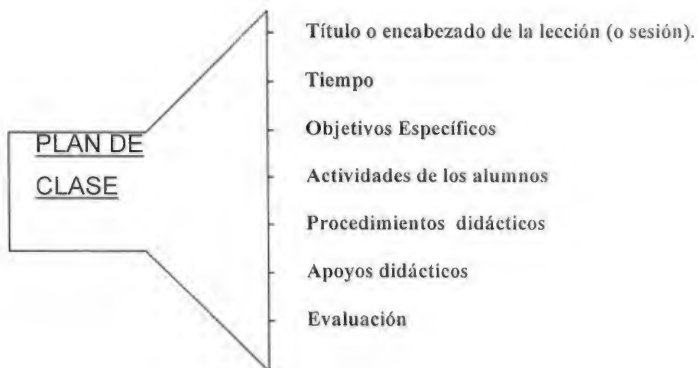 Título o encabezado de la lección (o sesión).
Tiempo
Objetivos Específicos
PLAN DE
CLASE
Actividades de los alumnos
Procedimientos didácticos
Apoyos didácticos
Evaluación